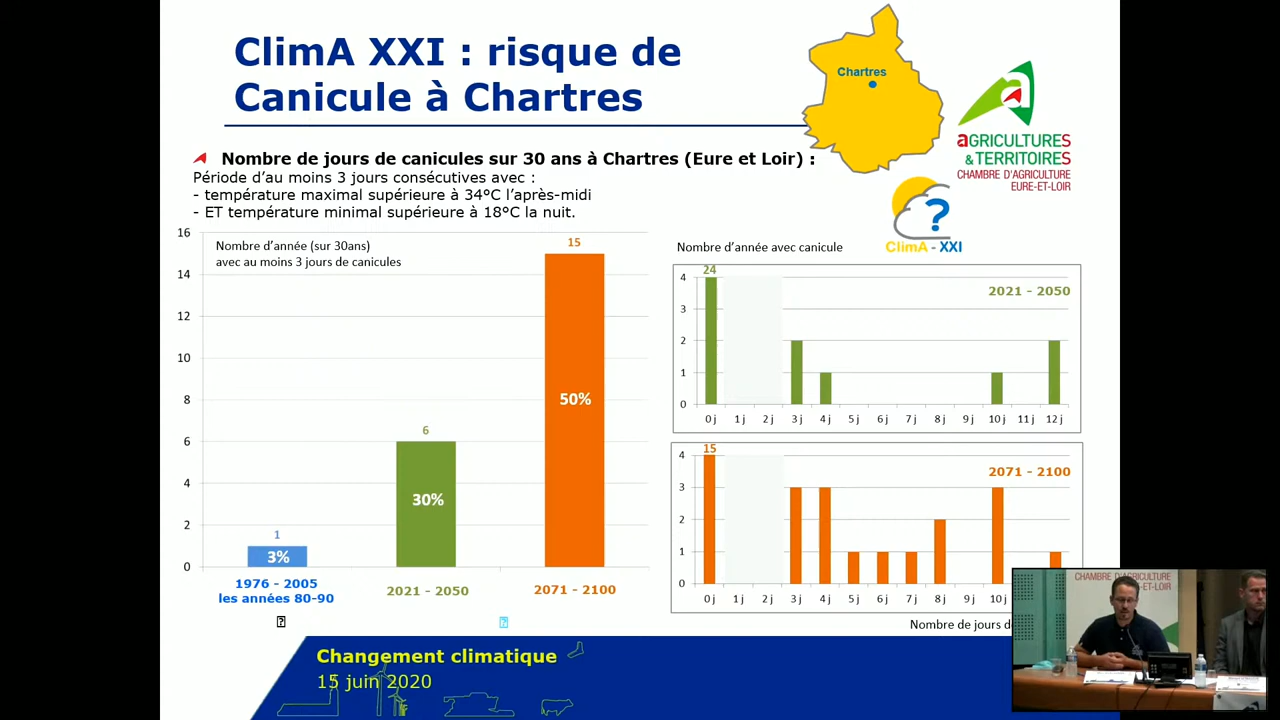 ClimA XXI : risque de
Canicule à Chartres
Chartres
aGRICULTURES
& TERRITOIRES
CHAMBRE D'AGRICULTURE
EURE-ET-LOIR
Nombre de jours de canicules sur 30 ans à Chartres (Eure et Loir) :
Période d'au moins 3 jours consécutives avec :
- température maximal supérieure à 34°C l'après-midi
- ET température minimal supérieure à 18°C la nuit.
ClimA - XXI
Nombre d'année (sur 30ans)
avec au moins 3 jours de canicules
16
14
12
10
8
6
4
2
0
1
3%
6
30%
15
50%
1976 - 2005
les années 80-90
2021 - 2050
2071 - 2100
Nombre d'année avec canicule
24
2021 - 2050
4
3
2
1
0
0 j 1 j 2 j 3 j 4 j 5 j 6 j 7 j 8 j 9 j 10 j 11 j 12 j
15
2071 - 2100
4
3
2
1
0
0 j 1 j 2 j 3 j 4 j 5 j 6 j 7 j 8 j 9 j 10 j
Nombre de jours d
CHAMBRE D'AGRICULTURE
E-ET-LOIR
Changement climatique
15 juin 2020